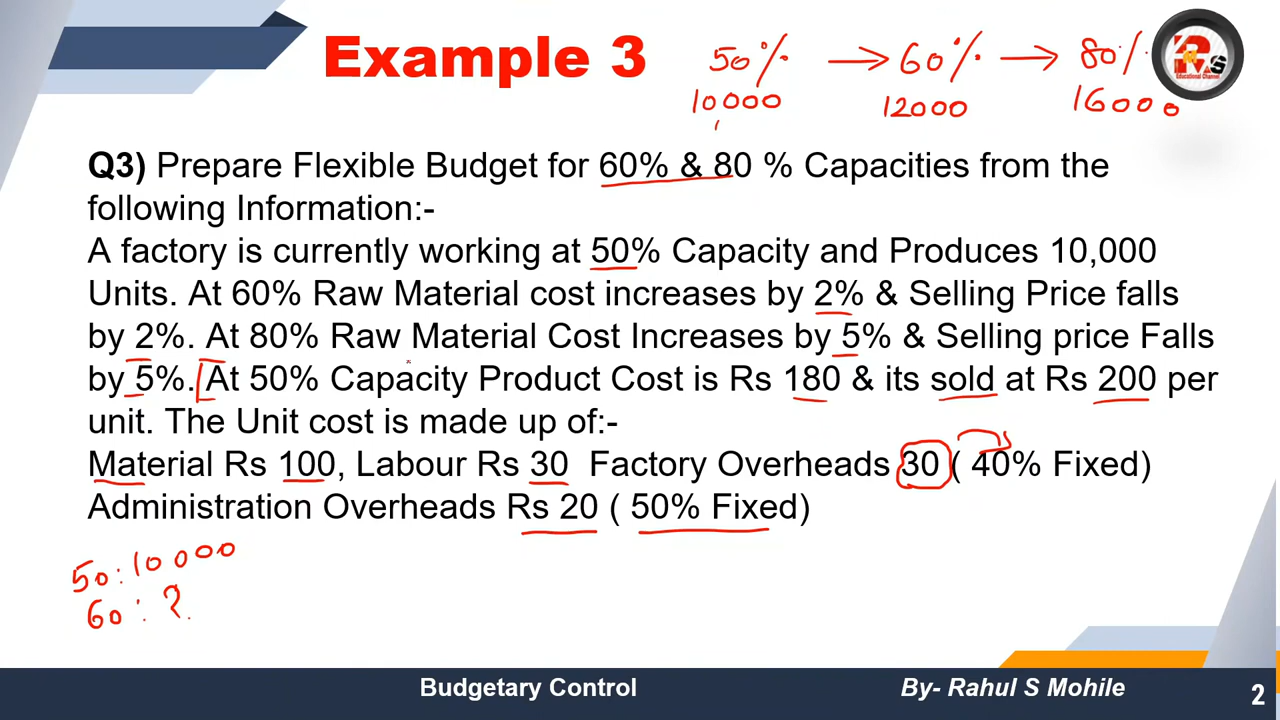 Example 3
50% → 60% → 80%
10000 12000 16000
RMS
Educational Channel
Q3) Prepare Flexible Budget for 60% & 80 % Capacities from the
following Information:-
A factory is currently working at 50% Capacity and Produces 10,000
Units. At 60% Raw Material cost increases by 2% & Selling Price falls
by 2%. At 80% Raw Material Cost Increases by 5% & Selling price Falls
by 5%. [At 50% Capacity Product Cost is Rs 180 & its sold at Rs 200 per
unit. The Unit cost is made up of:-
Material Rs 100, Labour Rs 30 Factory Overheads 30 ( 40% Fixed)
Administration Overheads Rs 20 ( 50% Fixed)
50:10000
60: ?
Budgetary Control
By- Rahul S Mohile
2